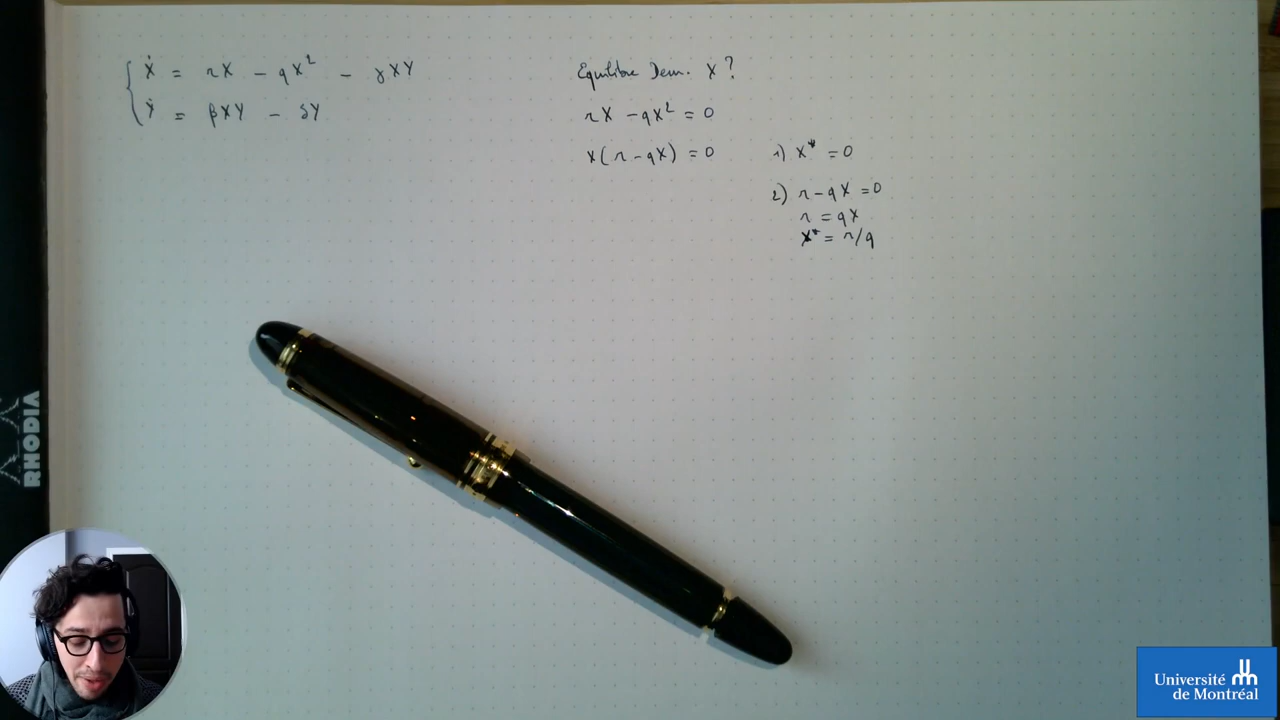 Ẋ = rX - qX² - γXY
Ẏ = βXY - δY
Equilibre Dem. X?
rX - qX² = 0
X(r - qX) = 0
1) X* = 0
2) r - qX = 0
r = qX
X* = r/q
RHODIA
Université
de Montréal